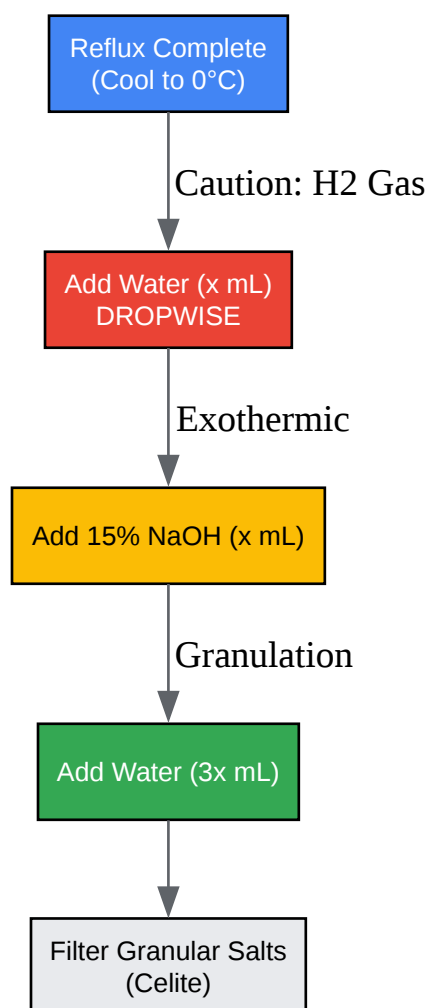 Reflux Complete
(Cool to 0°C)
Caution: H2 Gas
Add Water (x mL)
DROPWISE
Exothermic
Add 15% NaOH (x mL)
Granulation
Add Water (3x mL)
Filter Granular Salts
(Celite)